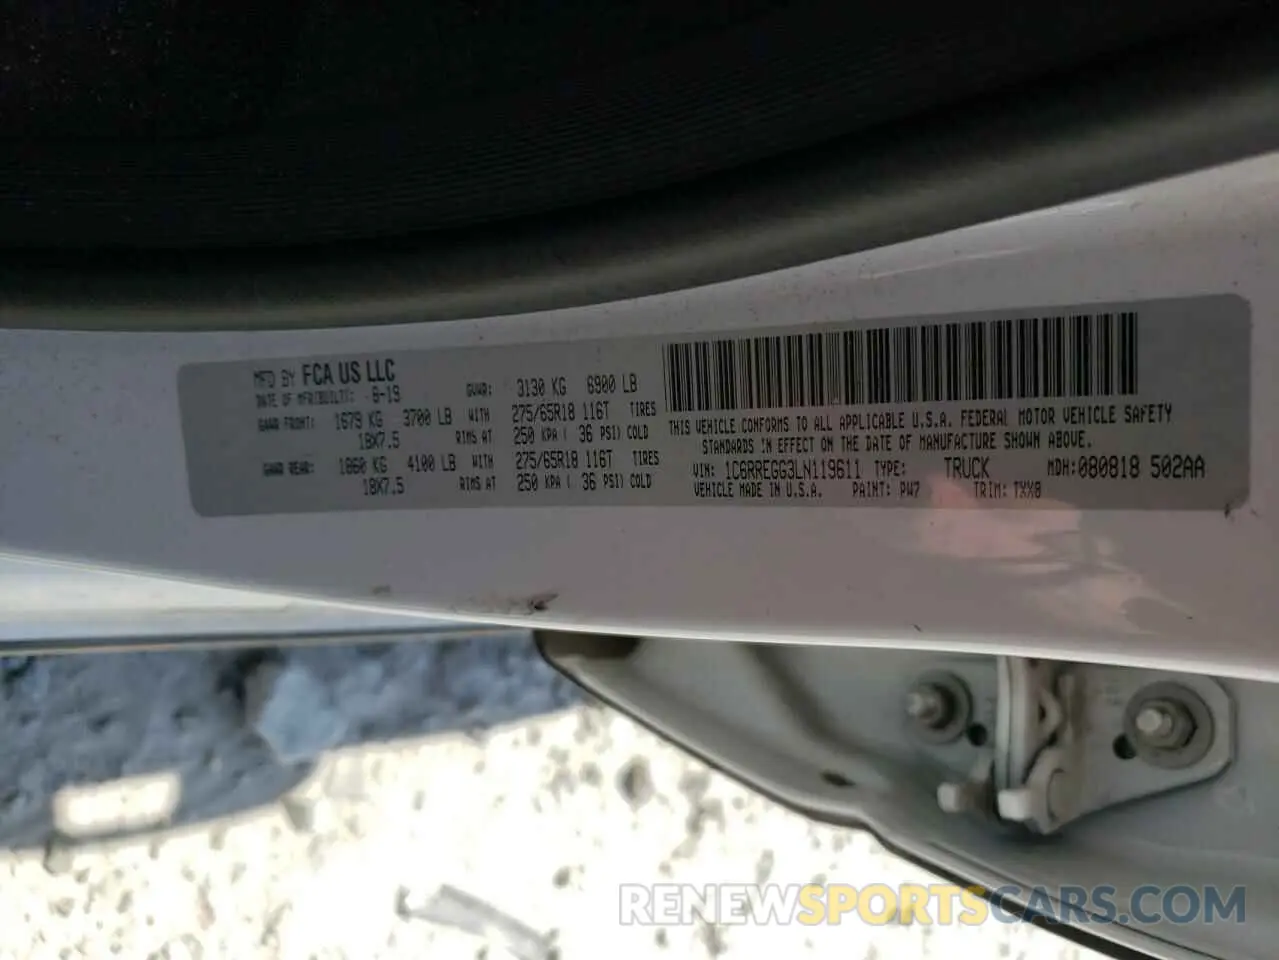 MFD BY FCA US LLC
DATE OF MFR(BUILT): 8-19 GVWR: 3130 KG 6900 LB
GAWR FRONT: 1679 KG 3700 LB WITH 275/65R18 116T TIRES
18X7.5 RIMS AT 250 KPA ( 36 PSI) COLD
GAWR REAR: 1860 KG 4100 LB WITH 275/65R18 116T TIRES
18X7.5 RIMS AT 250 KPA ( 36 PSI) COLD
THIS VEHICLE CONFORMS TO ALL APPLICABLE U.S.A. FEDERAL MOTOR VEHICLE SAFETY
STANDARDS IN EFFECT ON THE DATE OF MANUFACTURE SHOWN ABOVE.
VIN: 1C6RREGG3LN119611 TYPE: TRUCK MDH:080818 502AA
VEHICLE MADE IN U.S.A. PAINT: PW7 TRIM: TXX8
RENEWSPORTSCARS.COM